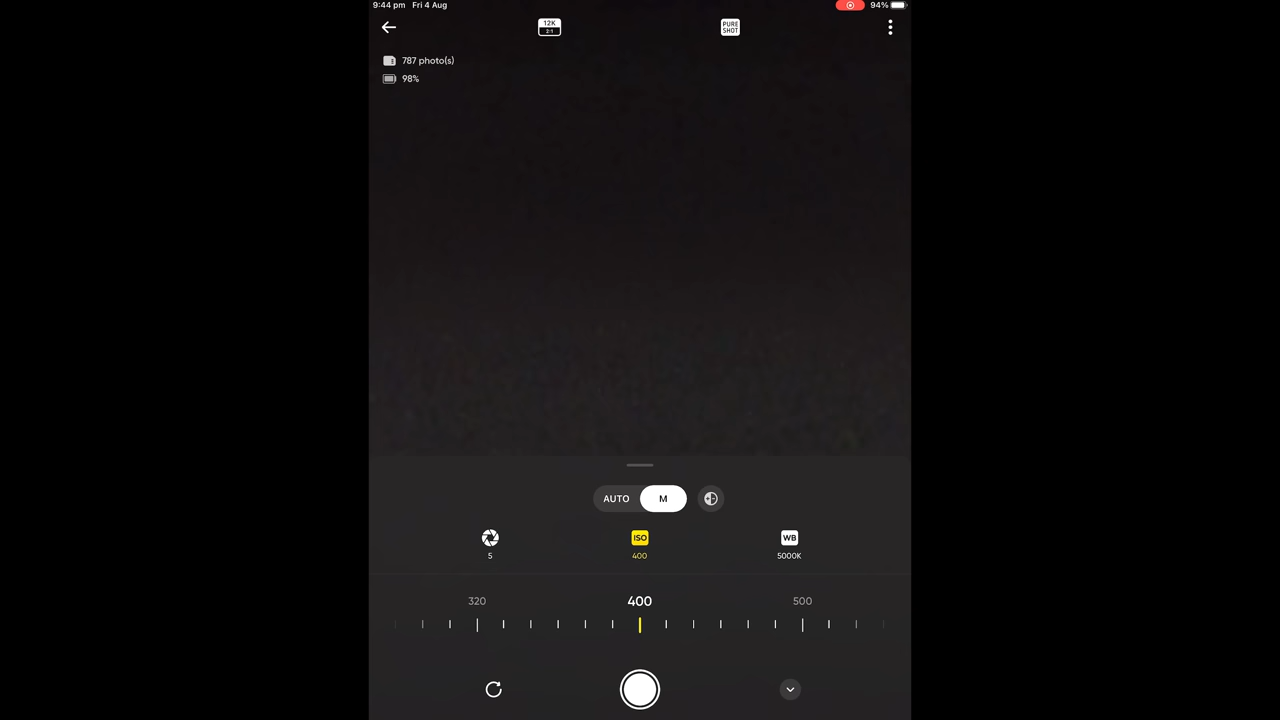 9:44 pm Fri 4 Aug
94%
12K
2:1
PURE
SHOT
787 photo(s)
98%
AUTO
M
ISO
WB
5
400
5000K
320
400
500